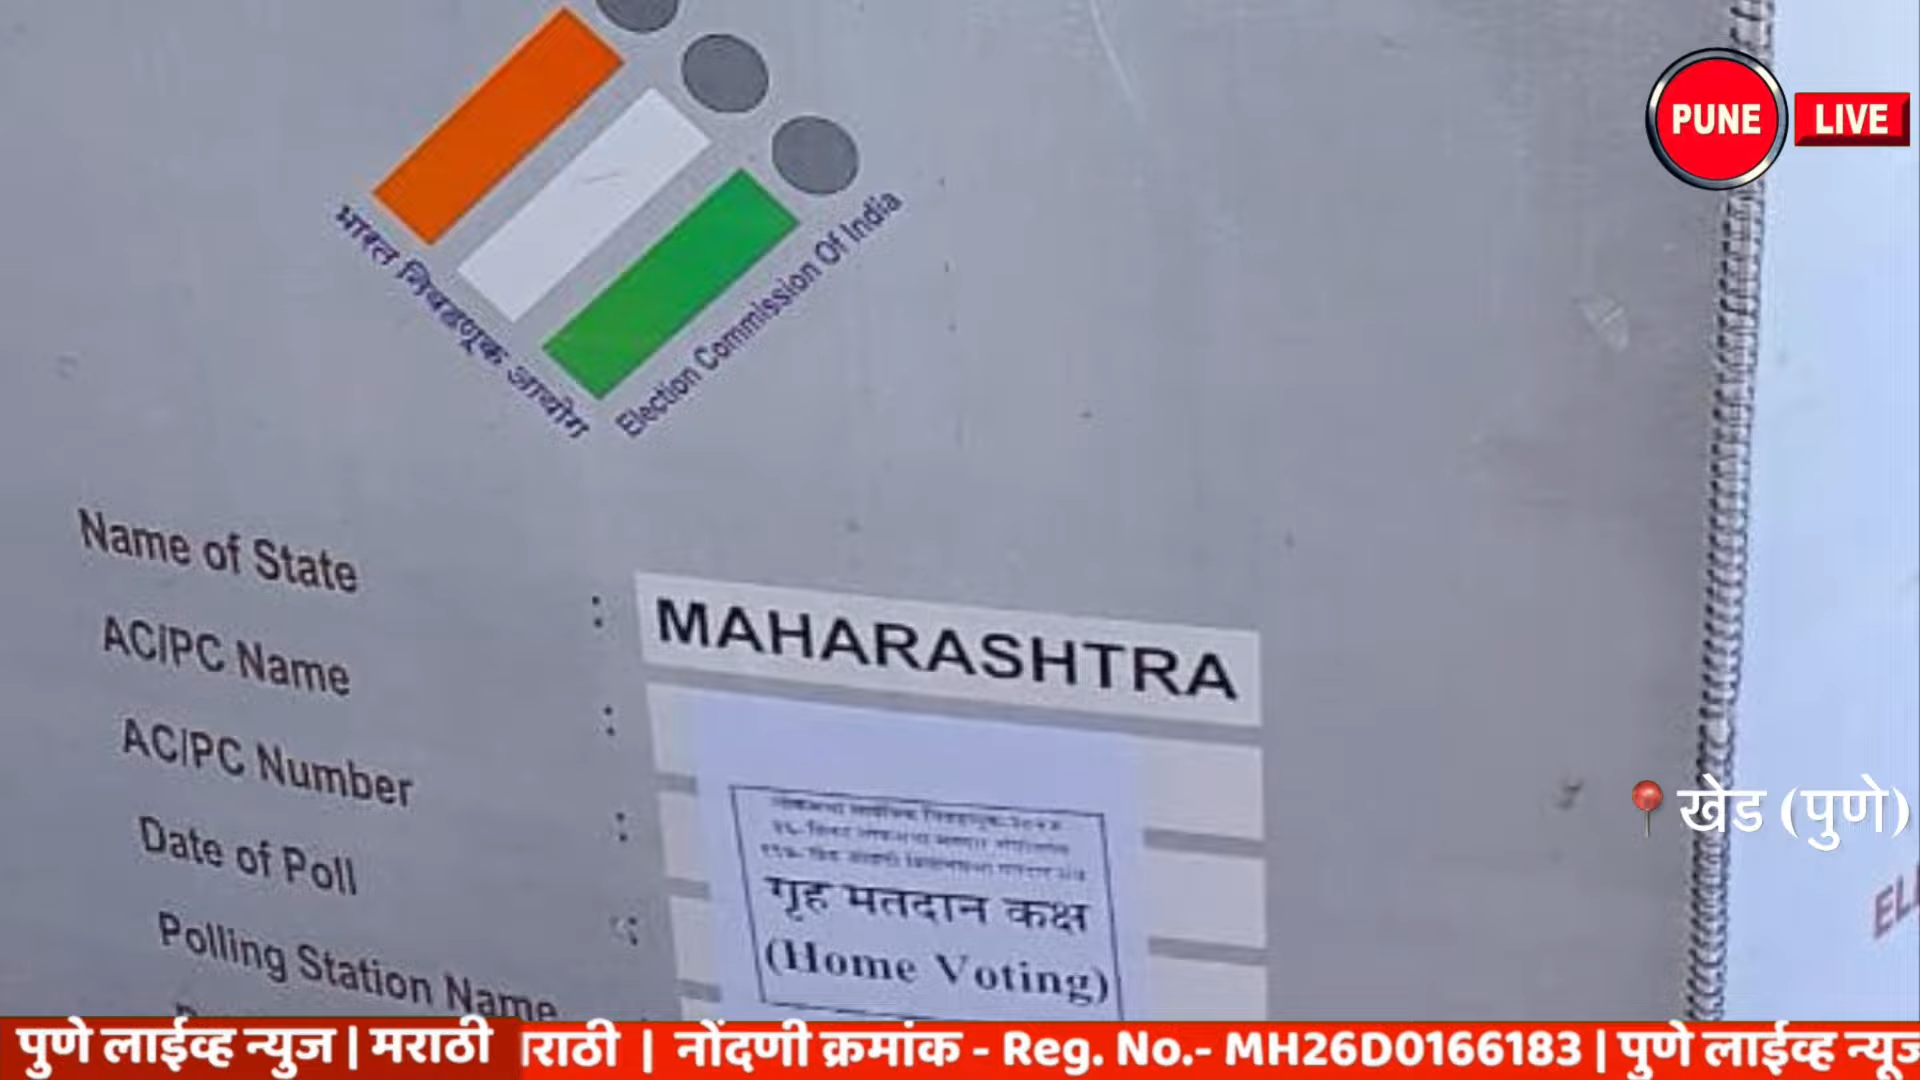 PUNE LIVE
भारत निवडणूक आयोग
Election Commission Of India
Name of State : MAHARASHTRA
AC/PC Name :
AC/PC Number :
Date of Poll :
Polling Station Name
गृह मतदान कक्ष
(Home Voting)
📍खेड (पुणे)
पुणे लाईव्ह न्युज | मराठी राठी | नोंदणी क्रमांक - Reg. No.- MH26D0166183 | पुणे लाईव्ह न्यूज